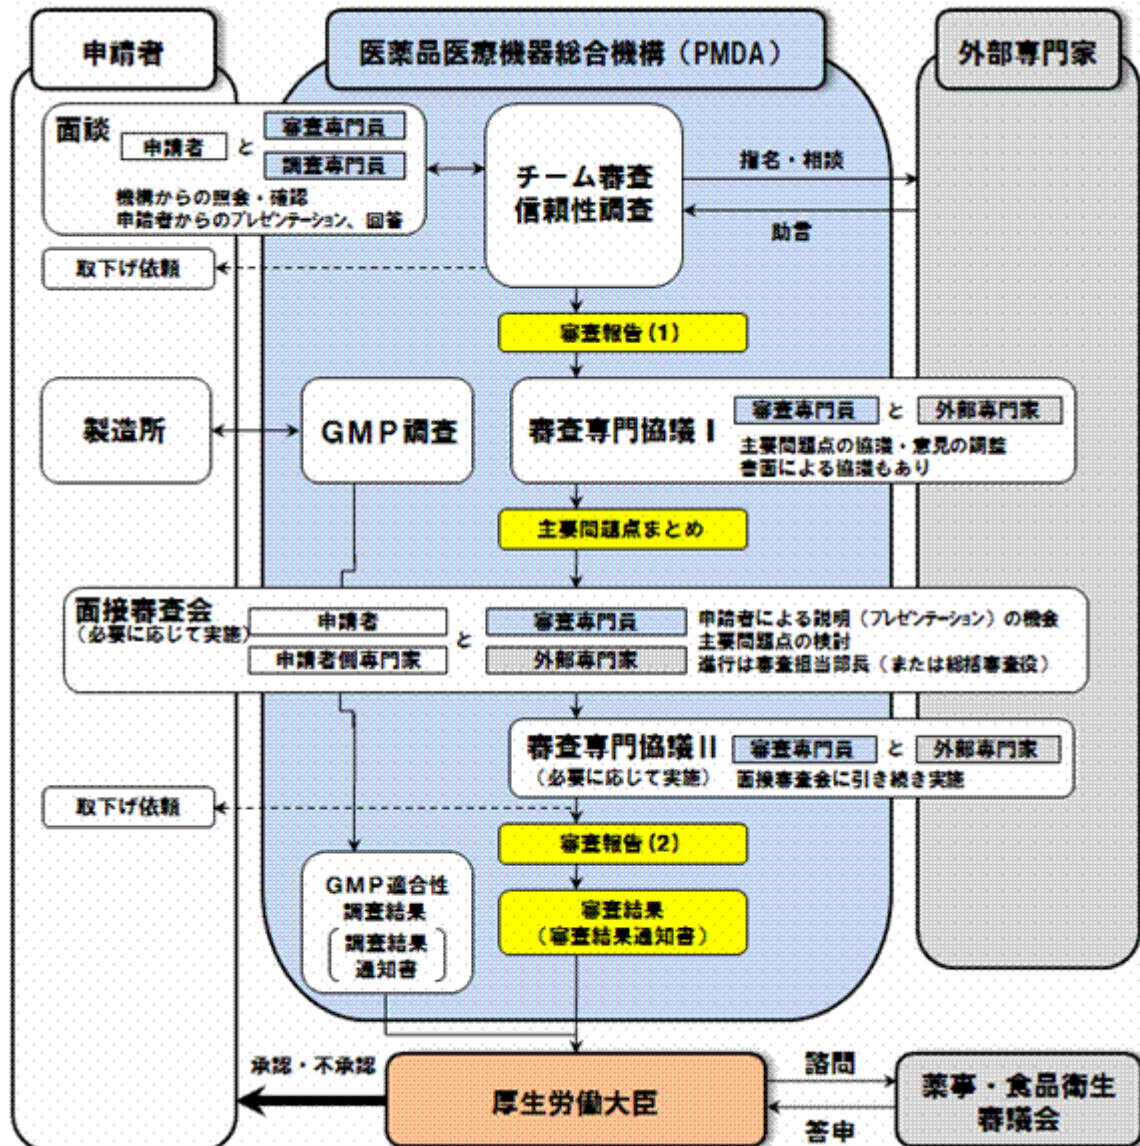 申請者
医薬品医療機器総合機構（PMDA）
外部専門家
面談
申請者 と 審査専門員
調査専門員
機構からの照会・確認
申請者からのプレゼンテーション、回答
チーム審査
信頼性調査
指名・相談
助言
取下げ依頼
審査報告(1)
製造所
GMP調査
審査専門協議Ⅰ
審査専門員 と 外部専門家
主要問題点の協議・意見の調整
書面による協議もあり
主要問題点まとめ
面接審査会
（必要に応じて実施）
申請者
申請者側専門家
と
審査専門員
外部専門家
申請者による説明（プレゼンテーション）の機会
主要問題点の検討
進行は審査担当部長（または総括審査役）
審査専門協議II
（必要に応じて実施）
審査専門員 と 外部専門家
面接審査会に引き続き実施
取下げ依頼
審査報告(2)
GMP適合性
調査結果
調査結果
通知書
審査結果
（審査結果通知書）
承認・不承認
厚生労働大臣
諮問
答申
薬事・食品衛生
審議会